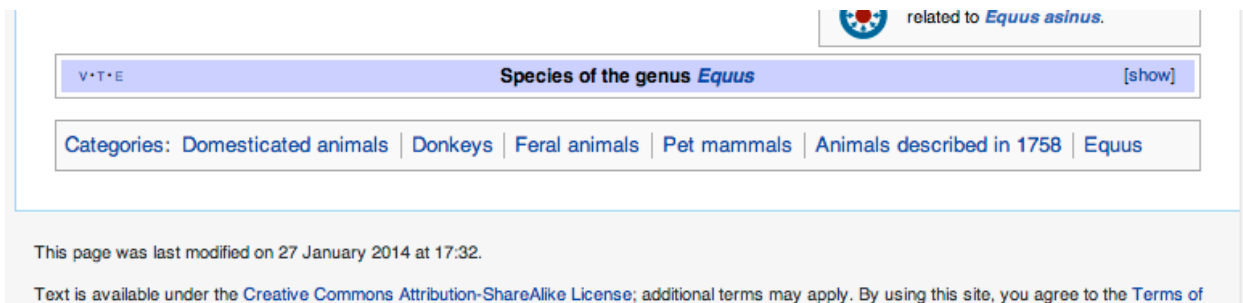 related to Equus asinus.
V · T · E Species of the genus Equus [show]
Categories: Domesticated animals | Donkeys | Feral animals | Pet mammals | Animals described in 1758 | Equus
This page was last modified on 27 January 2014 at 17:32.
Text is available under the Creative Commons Attribution-ShareAlike License; additional terms may apply. By using this site, you agree to the Terms of